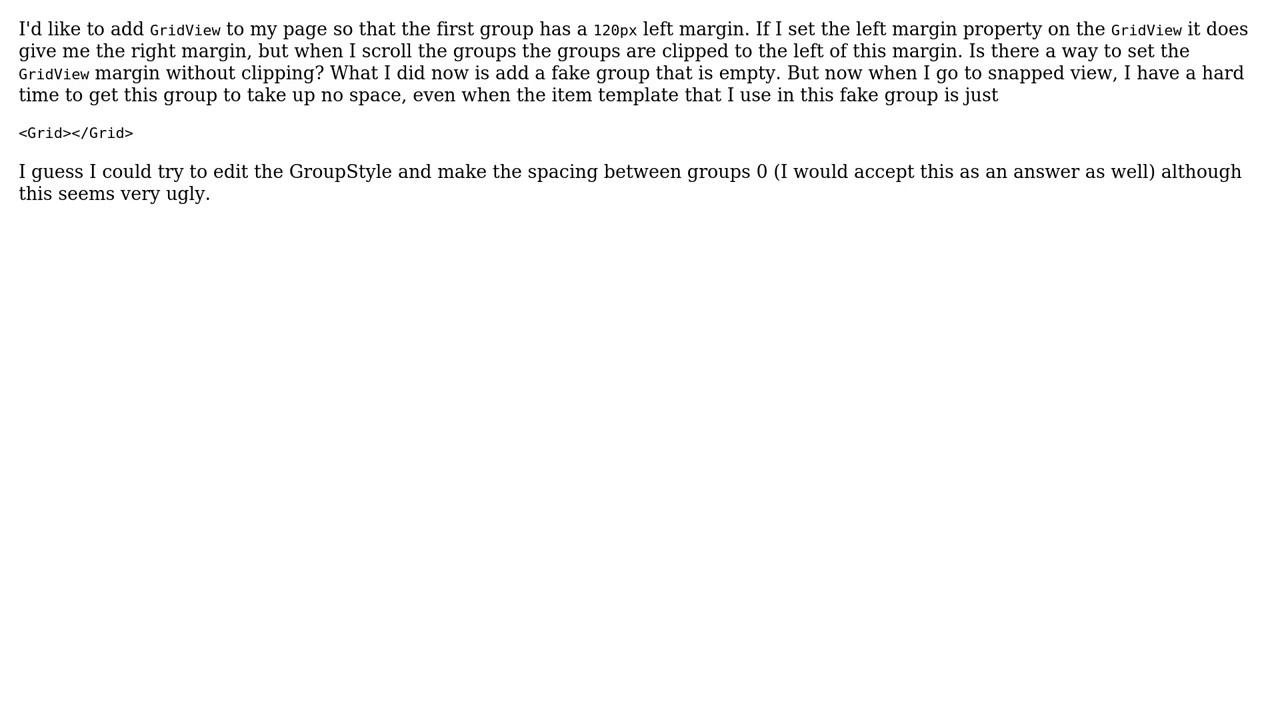 I'd like to add GridView to my page so that the first group has a 120px left margin. If I set the left margin property on the GridView it does
give me the right margin, but when I scroll the groups the groups are clipped to the left of this margin. Is there a way to set the
GridView margin without clipping? What I did now is add a fake group that is empty. But now when I go to snapped view, I have a hard
time to get this group to take up no space, even when the item template that I use in this fake group is just
<Grid></Grid>
I guess I could try to edit the GroupStyle and make the spacing between groups 0 (I would accept this as an answer as well) although
this seems very ugly.